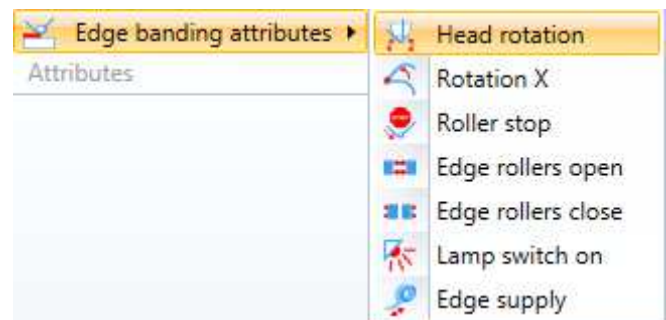 Edge banding attributes
Attributes
Head rotation
Rotation X
Roller stop
Edge rollers open
Edge rollers close
Lamp switch on
Edge supply